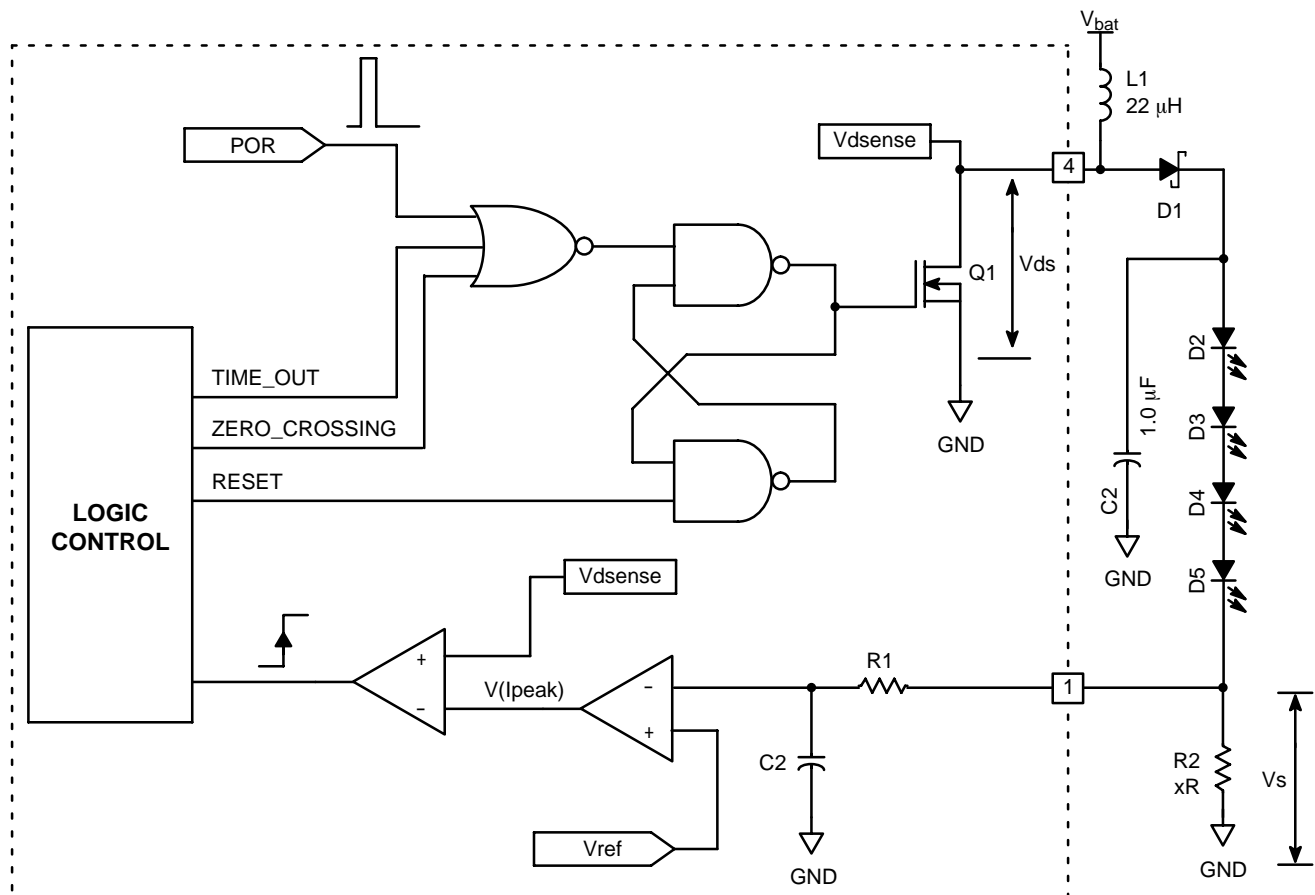 Vbat
L1
22 μH
POR
Vdsense
4
D1
Q1
Vds
D2
TIME_OUT
1.0 μF
D3
ZERO_CROSSING
GND
RESET
C2
D4
LOGIC
CONTROL
GND
D5
Vdsense
+
V(Ipeak)
−
R1
1
−
+
C2
R2
xR
Vs
Vref
GND
GND